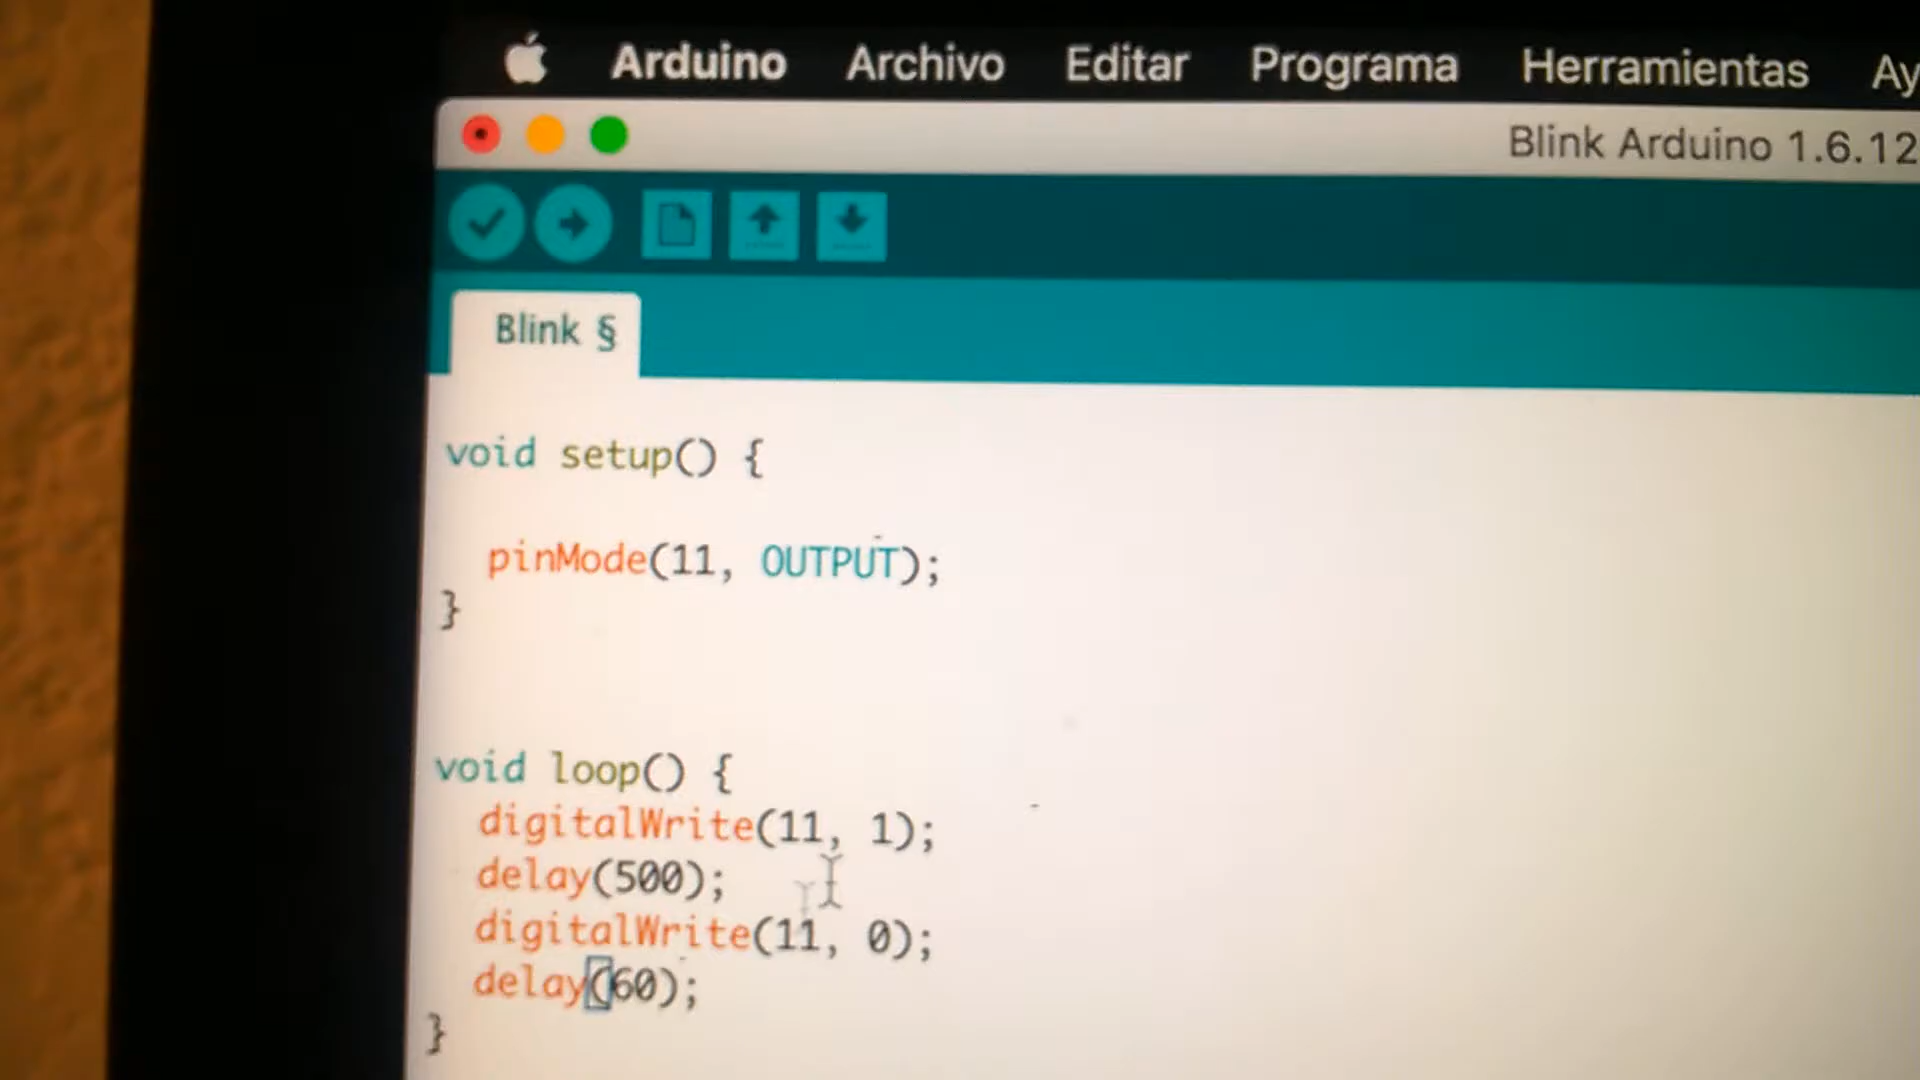 Arduino Archivo Editar Programa Herramientas Ay
Blink Arduino 1.6.12
Blink §
void setup() {
pinMode(11, OUTPUT);
}
void loop() {
digitalWrite(11, 1);
delay(500);
digitalWrite(11, 0);
delay(60);
}